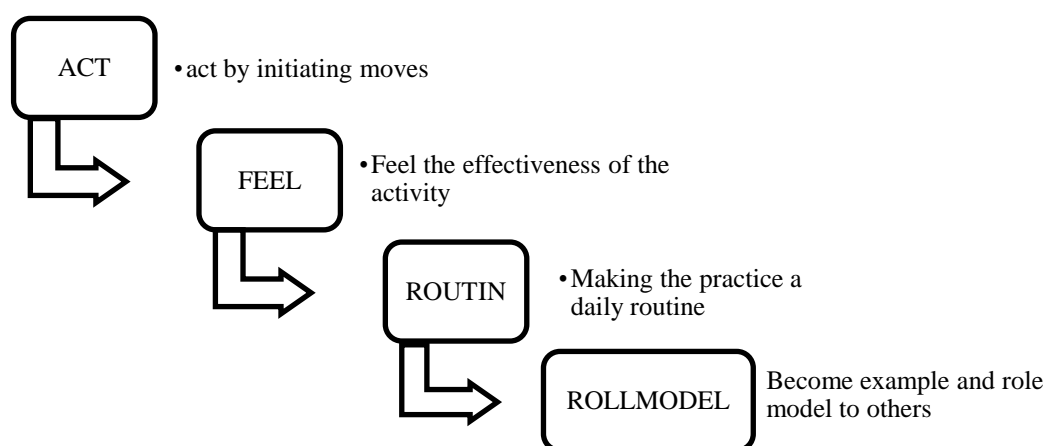 ACT
•act by initiating moves
FEEL
•Feel the effectiveness of the
activity
ROUTIN
•Making the practice a
daily routine
ROLLMODEL
Become example and role
model to others